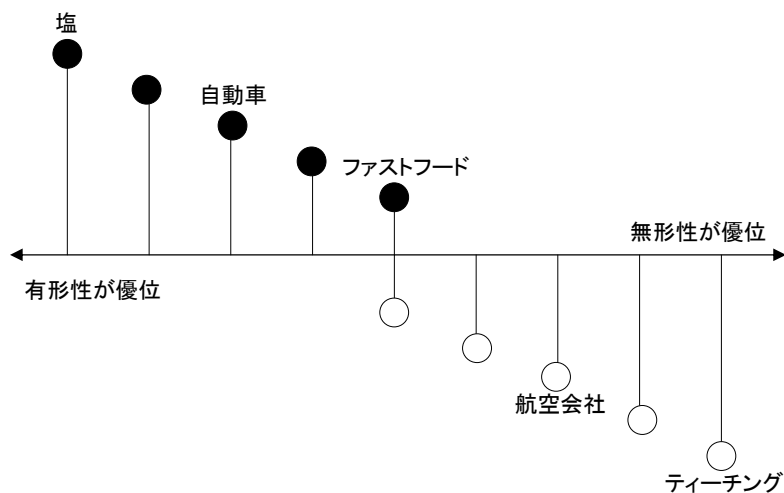 塩
自動車
ファストフード
無形性が優位
有形性が優位
航空会社
ティーチング